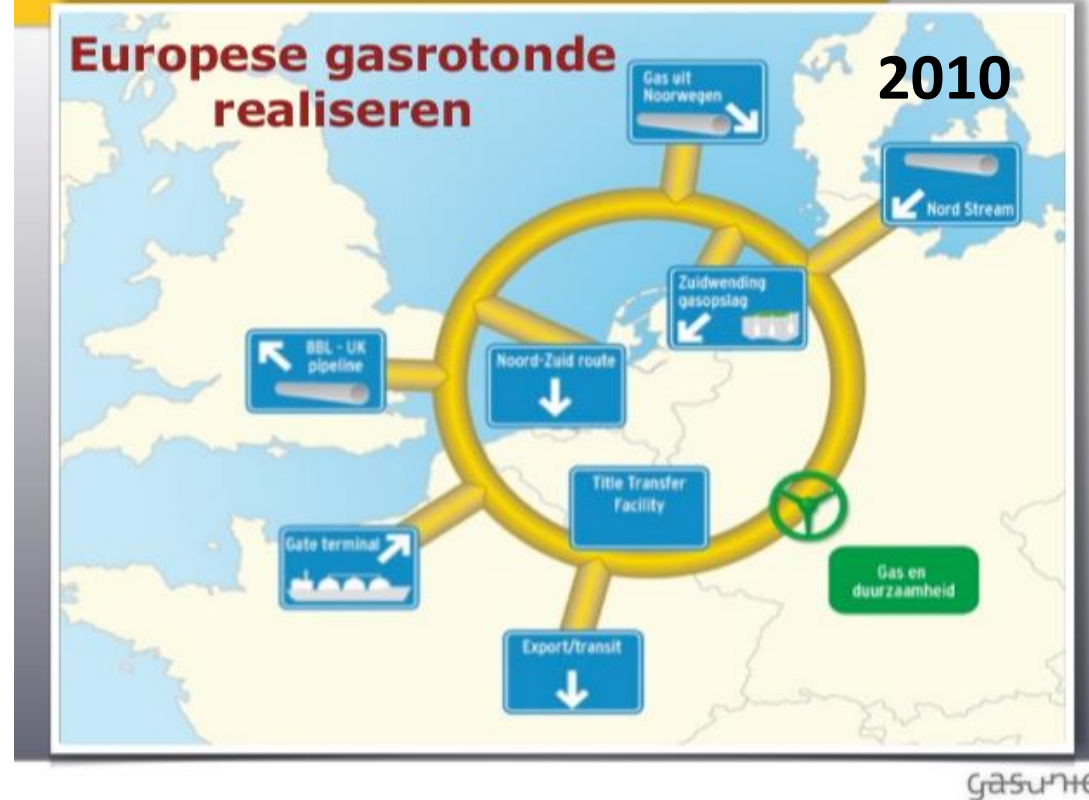 Europese gasrotonde
realiseren
2010
Gas uit
Noorwegen
Nord Stream
Zuidwending
gasopslag
BBL - UK
pipeline
Noord-Zuid route
Title Transfer
Facility
Gate terminal
Gas en
duurzaamheid
Export/transit
gasunie